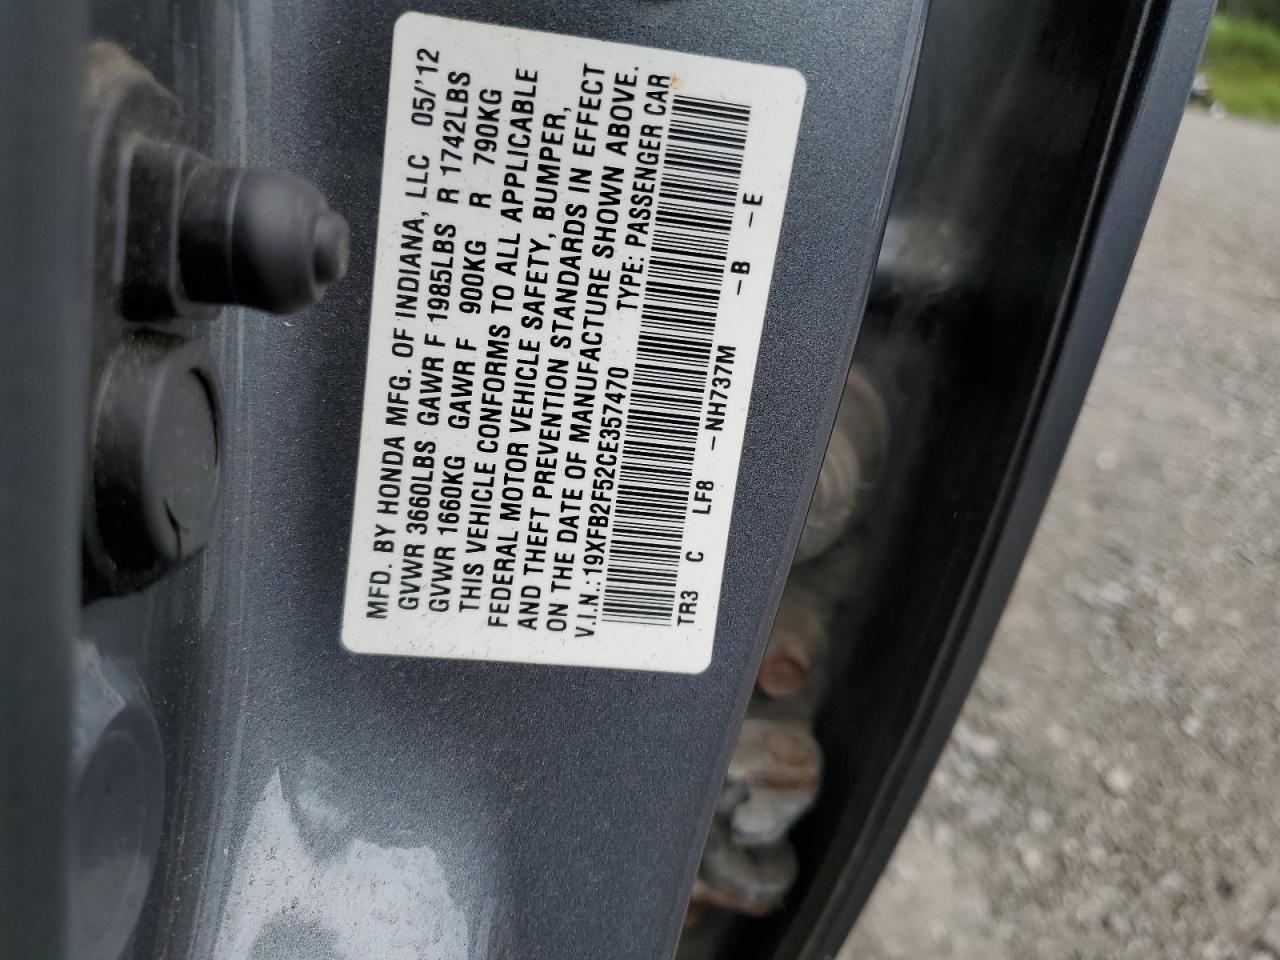 MFD. BY HONDA MFG. OF INDIANA, LLC 05/'12
GVWR 3660LBS GAWR F 1985LBS R 1742LBS
GVWR 1660KG GAWR F 900KG R 790KG
THIS VEHICLE CONFORMS TO ALL APPLICABLE
FEDERAL MOTOR VEHICLE SAFETY, BUMPER,
AND THEFT PREVENTION STANDARDS IN EFFECT
ON THE DATE OF MANUFACTURE SHOWN ABOVE.
V.I.N.:19XFB2F52CE357470 TYPE: PASSENGER CAR
TR3 C LF8 -NH737M -B -E